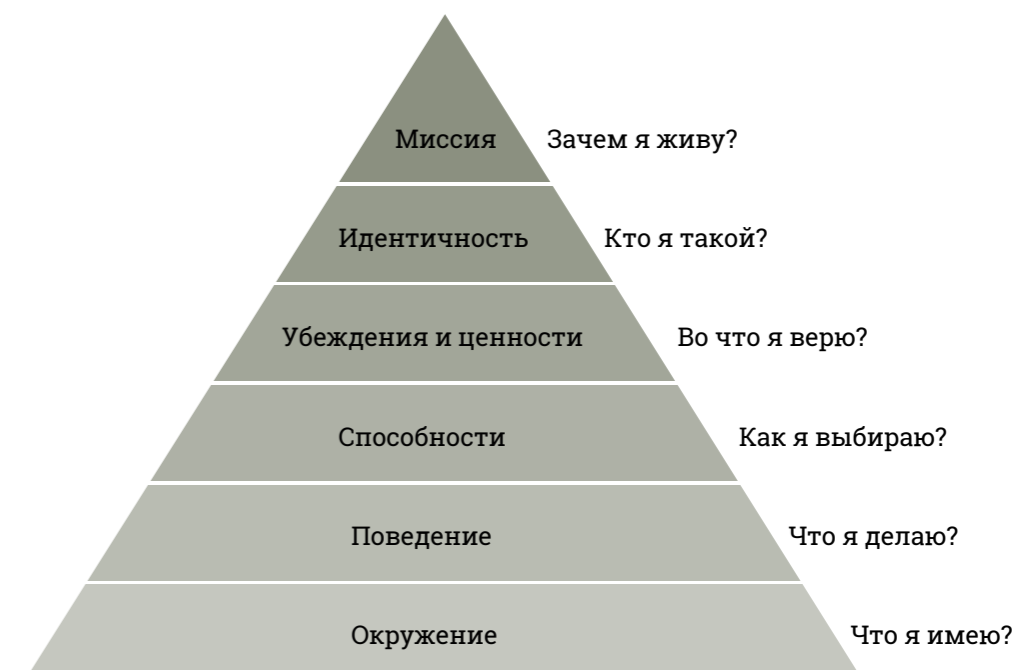 Миссия Зачем я живу?
Идентичность Кто я такой?
Убеждения и ценности Во что я верю?
Способности Как я выбираю?
Поведение Что я делаю?
Окружение Что я имею?